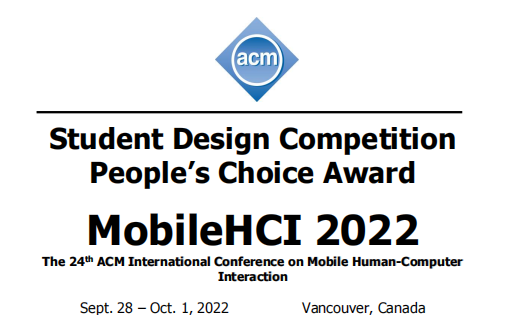 acm
Student Design Competition
People’s Choice Award
MobileHCI 2022
The 24th ACM International Conference on Mobile Human-Computer
Interaction
Sept. 28 – Oct. 1, 2022 Vancouver, Canada